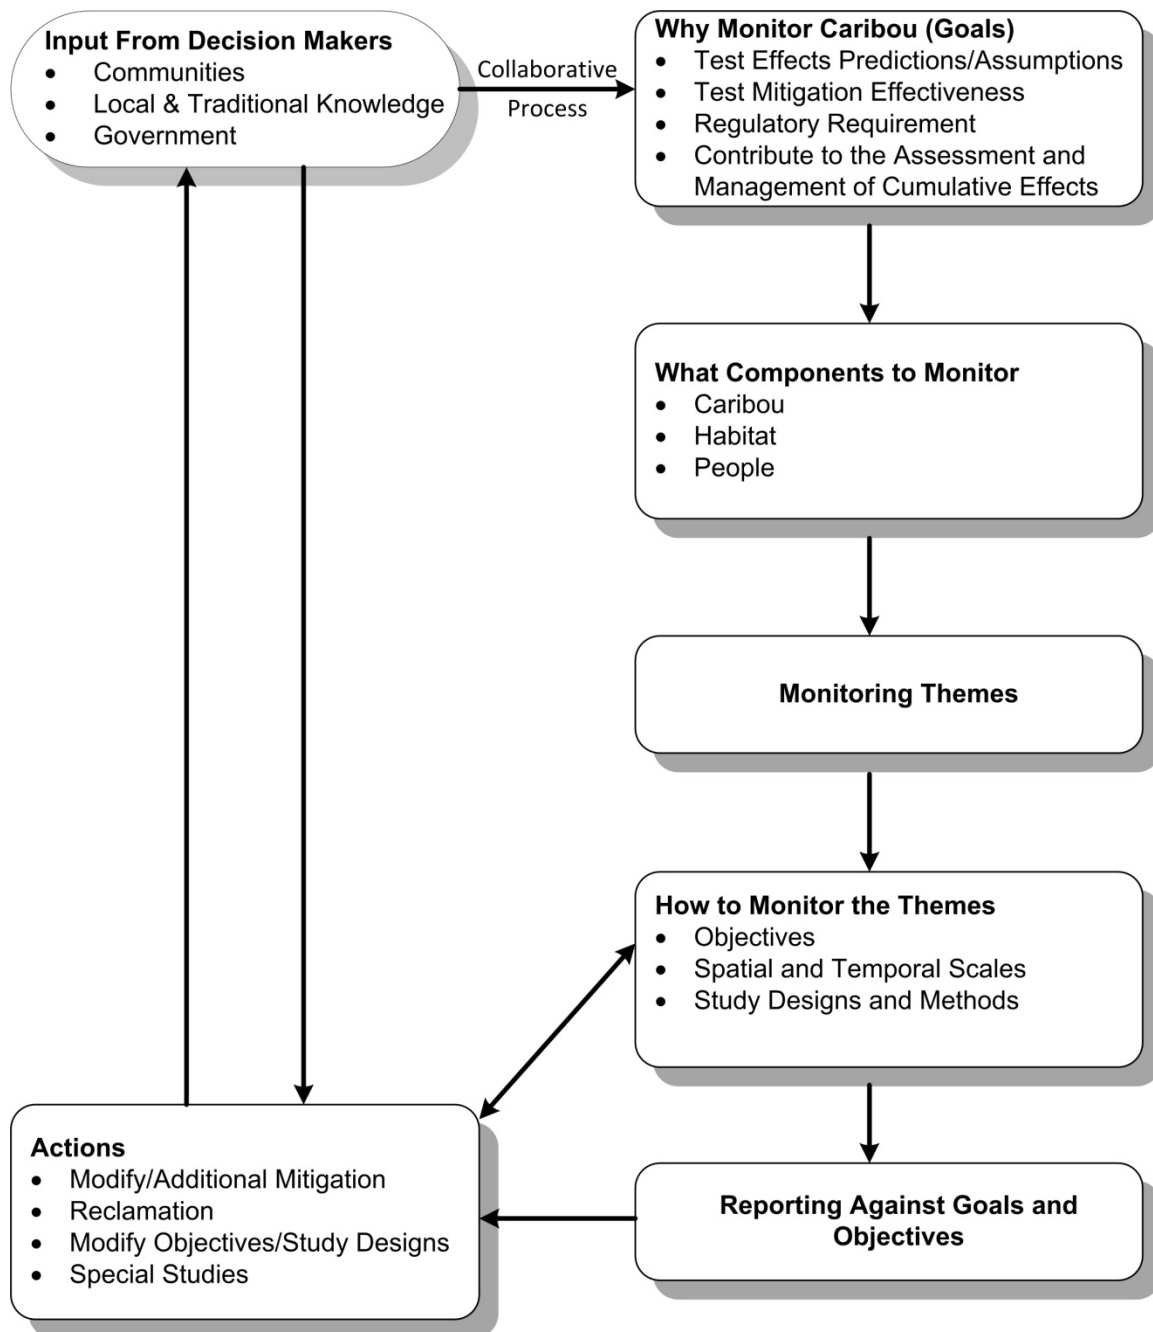 Input From Decision Makers
• Communities
• Local & Traditional Knowledge
• Government
Collaborative
Process
Why Monitor Caribou (Goals)
• Test Effects Predictions/Assumptions
• Test Mitigation Effectiveness
• Regulatory Requirement
• Contribute to the Assessment and
Management of Cumulative Effects
What Components to Monitor
• Caribou
• Habitat
• People
Monitoring Themes
How to Monitor the Themes
• Objectives
• Spatial and Temporal Scales
• Study Designs and Methods
Actions
• Modify/Additional Mitigation
• Reclamation
• Modify Objectives/Study Designs
• Special Studies
Reporting Against Goals and
Objectives